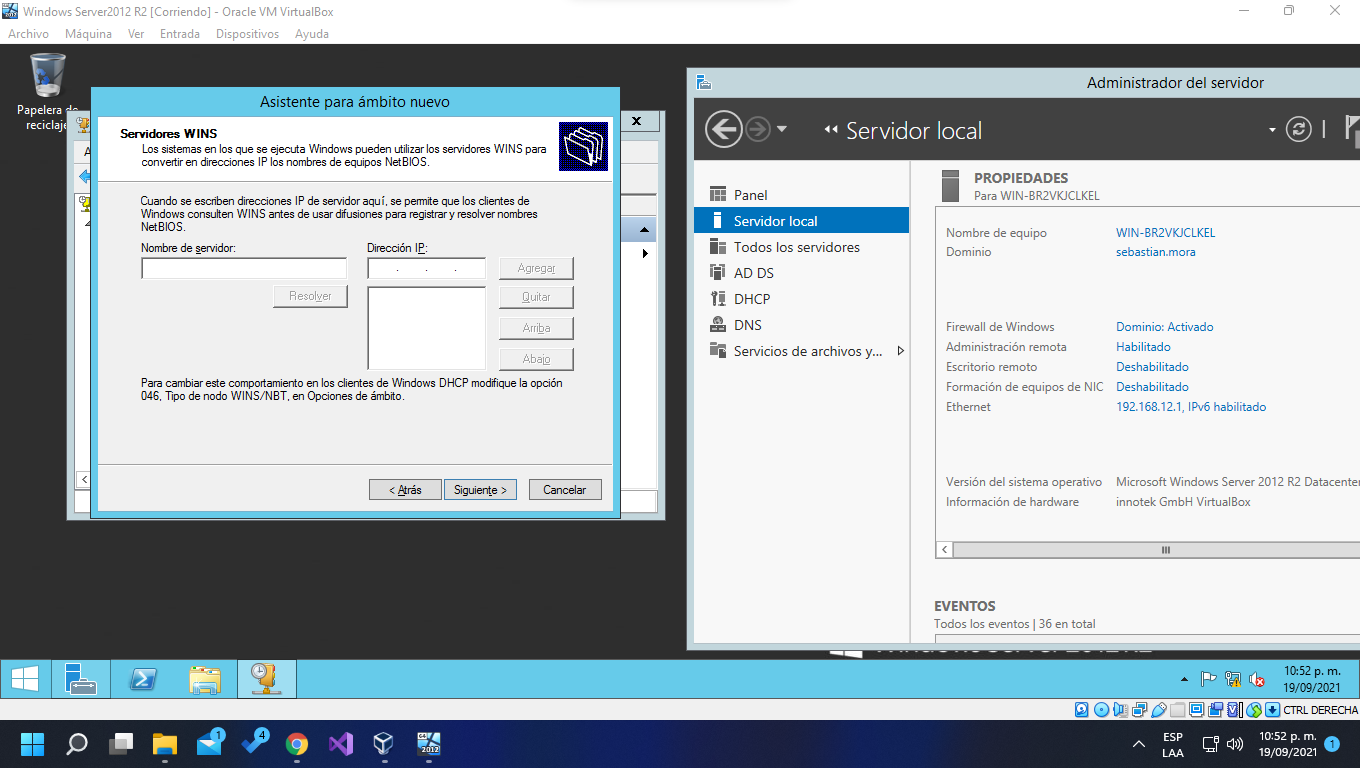 Windows Server2012 R2 [Corriendo] - Oracle VM VirtualBox
Archivo Máquina Ver Entrada Dispositivos Ayuda
Papelera de
reciclaje
Asistente para ámbito nuevo
Servidores WINS
Los sistemas en los que se ejecuta Windows pueden utilizar los servidores WINS para
convertir en direcciones IP los nombres de equipos NetBIOS.
Cuando se escriben direcciones IP de servidor aquí, se permite que los clientes de
Windows consulten WINS antes de usar difusiones para registrar y resolver nombres
NetBIOS.
Nombre de servidor:
Dirección IP:
Agregar
Resolver
Quitar
Arriba
Abajo
Para cambiar este comportamiento en los clientes de Windows DHCP modifique la opción
046, Tipo de nodo WINS/NBT, en Opciones de ámbito.
< Atrás
Siguiente >
Cancelar
Administrador del servidor
Servidor local
Panel
Servidor local
Todos los servidores
AD DS
DHCP
DNS
Servicios de archivos y...
PROPIEDADES
Para WIN-BR2VKJCLKEL
Nombre de equipo WIN-BR2VKJCLKEL
Dominio sebastian.mora
Firewall de Windows Dominio: Activado
Administración remota Habilitado
Escritorio remoto Deshabilitado
Formación de equipos de NIC Deshabilitado
Ethernet 192.168.12.1, IPv6 habilitado
Versión del sistema operativo Microsoft Windows Server 2012 R2 Datacenter
Información de hardware innotek GmbH VirtualBox
EVENTOS
Todos los eventos | 36 en total
10:52 p. m.
19/09/2021
CTRL DERECHA
1
4
2012
ESP
LAA
10:52 p. m.
19/09/2021
1